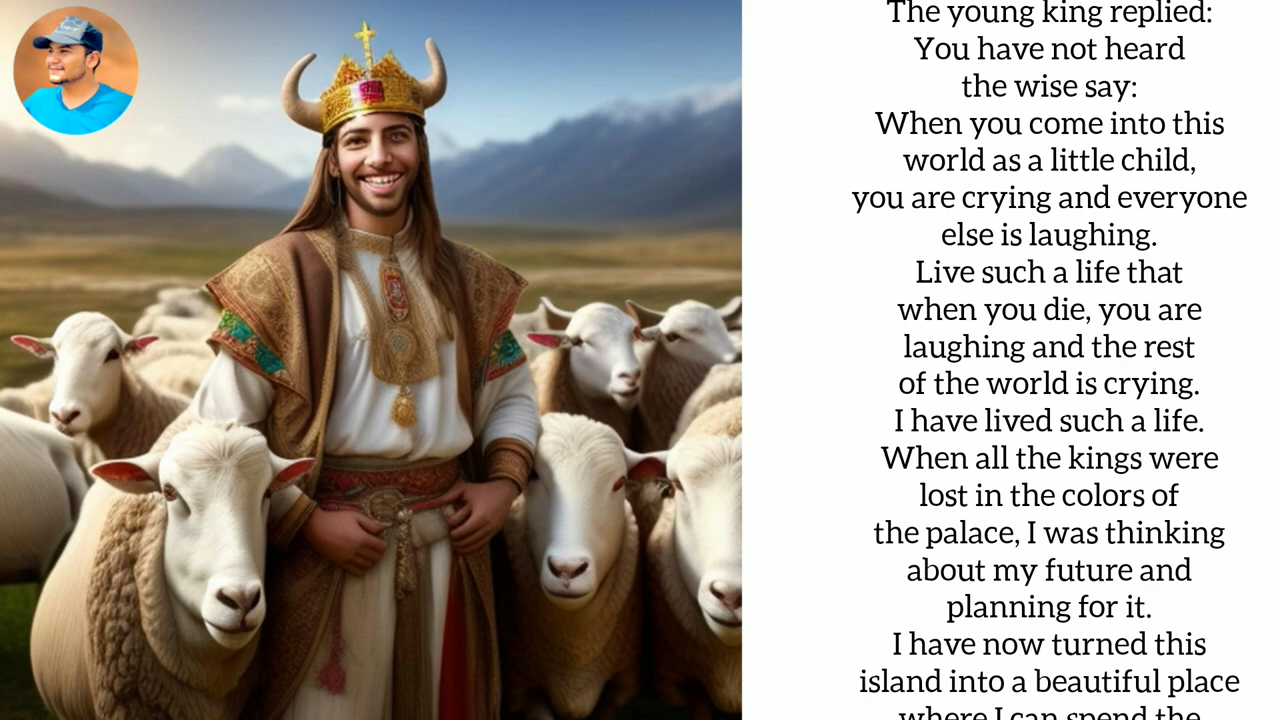 The young king replied:
You have not heard
the wise say:
When you come into this
world as a little child,
you are crying and everyone
else is laughing.
Live such a life that
when you die, you are
laughing and the rest
of the world is crying.
I have lived such a life.
When all the kings were
lost in the colors of
the palace, I was thinking
about my future and
planning for it.
I have now turned this
island into a beautiful place
where I can spend the